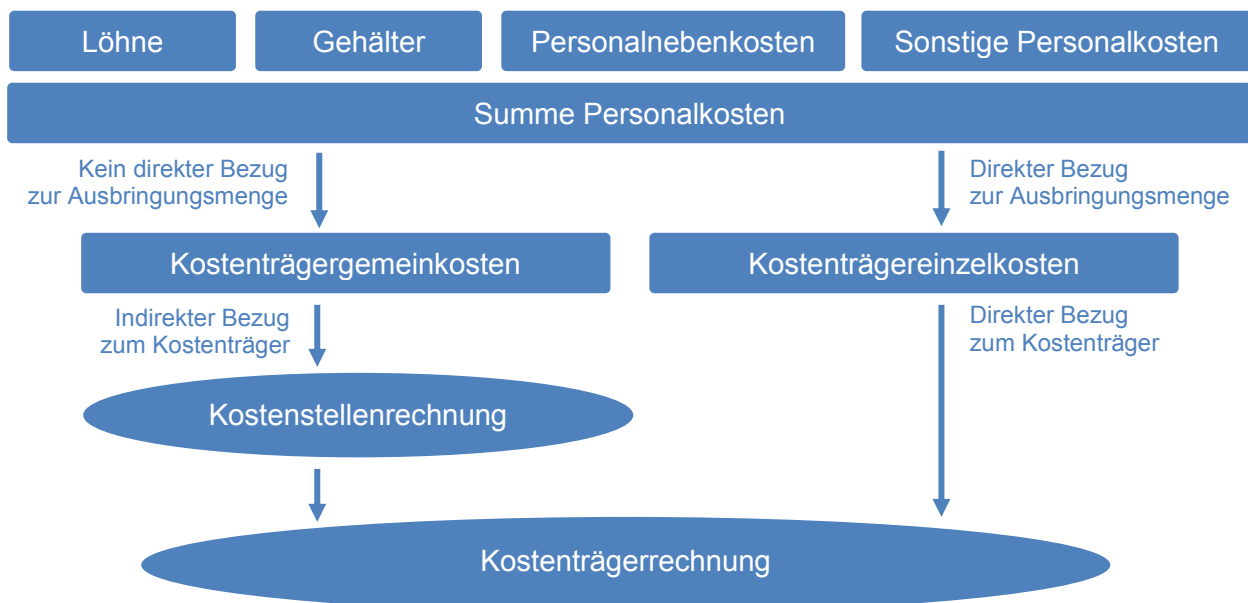 Löhne
Gehälter
Personalnebenkosten
Sonstige Personalkosten
Summe Personalkosten
Kein direkter Bezug
zur Ausbringungsmenge
Direkter Bezug
zur Ausbringungsmenge
Kostenträgergemeinkosten
Kostenträgereinzelkosten
Indirekter Bezug
zum Kostenträger
Direkter Bezug
zum Kostenträger
Kostenstellenrechnung
Kostenträgerrechnung